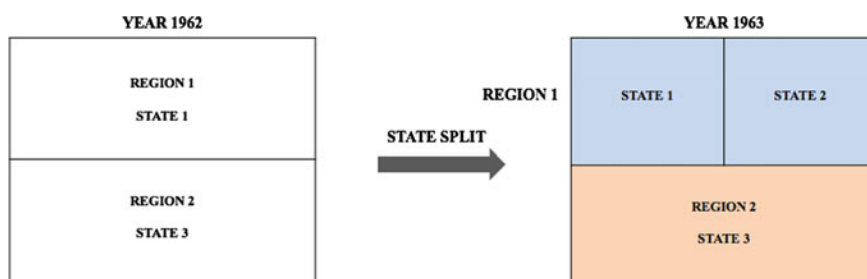 YEAR 1962
REGION 1
STATE 1
REGION 2
STATE 3
STATE SPLIT
YEAR 1963
REGION 1
STATE 1
STATE 2
REGION 2
STATE 3